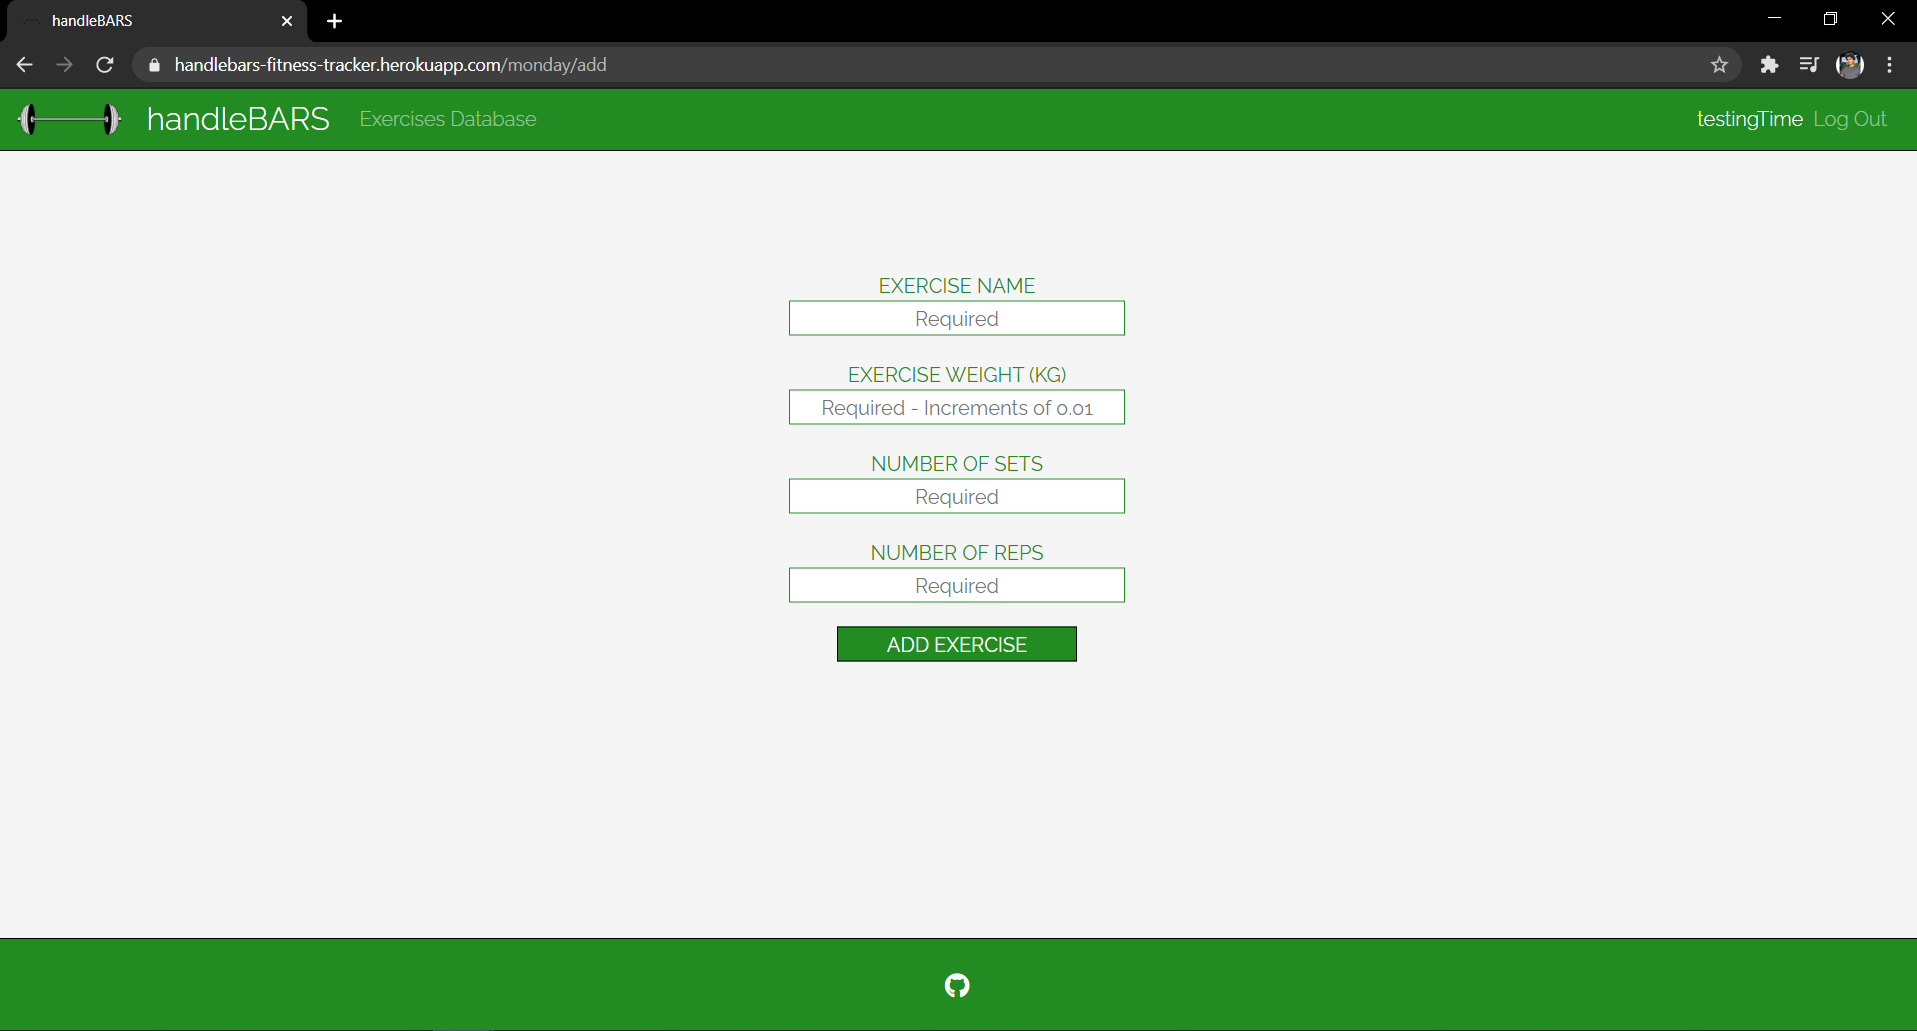 handleBARS
handlebars-fitness-tracker.herokuapp.com/monday/add
handleBARS Exercises Database testingTime Log Out
EXERCISE NAME
Required
EXERCISE WEIGHT (KG)
Required - Increments of 0.01
NUMBER OF SETS
Required
NUMBER OF REPS
Required
ADD EXERCISE